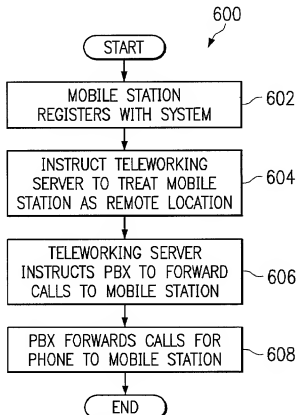 600
START
MOBILE STATION
REGISTERS WITH SYSTEM
602
INSTRUCT TELEWORKING
SERVER TO TREAT MOBILE
STATION AS REMOTE LOCATION
604
TELEWORKING SERVER
INSTRUCTS PBX TO FORWARD
CALLS TO MOBILE STATION
606
PBX FORWARDS CALLS FOR
PHONE TO MOBILE STATION
608
END